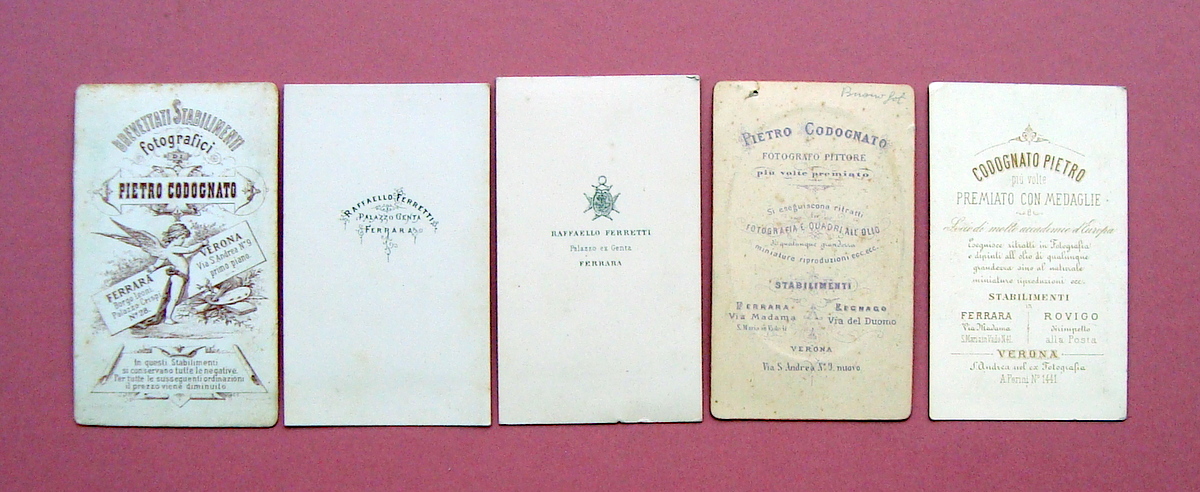 BREVETTATI STABILIMENTI
fotografici
DI
PIETRO CODOGNATO
VERONA
Via S. Andrea N° 9
primo piano
FERRARA
Borgo Leoni
Palazzo Crispi
N° 28.
In questi Stabilimenti
si conservano tutte le negative.
Per tutte le susseguenti ordinazioni
il prezzo viene diminuito
RAFFAELLO FERRETTI
PALAZZO GENTA
FERRARA
RAFFAELLO FERRETTI
Palazzo ex Genta
FERRARA
PIETRO CODOGNATO
FOTOGRAFO PITTORE
più volte premiato
Si eseguiscono ritratti
in
FOTOGRAFIA E QUADRI AD OLIO
di qualunque grandezza
miniature riproduzioni ecc. ecc.
STABILIMENTI
FERRARA
Via Madama
LEGNAGO
Via del Duomo
VERONA
Via S. Andrea N° 9. nuovo
CODOGNATO PIETRO
più volte
PREMIATO CON MEDAGLIE
Socio di molte accademie d'Europa
Eseguisce ritratti in Fotografia
e dipinti all'olio di qualunque
grandezza sino al naturale
miniature riproduzioni ecc.
STABILIMENTI
in
FERRARA
Via Madama
ROVIGO
dirimpetto
alla Posta
VERONA
S. Andrea nel ex Fotografia
A. Perini N° 1441